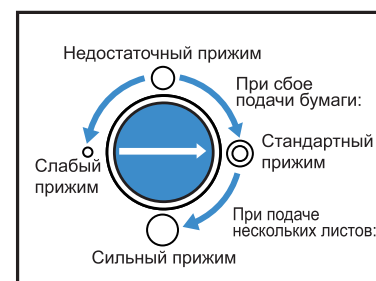 Недостаточный прижим
При сбое
подачи бумаги:
Стандартный
прижим
Слабый
прижим
При подаче
нескольких листов:
Сильный прижим